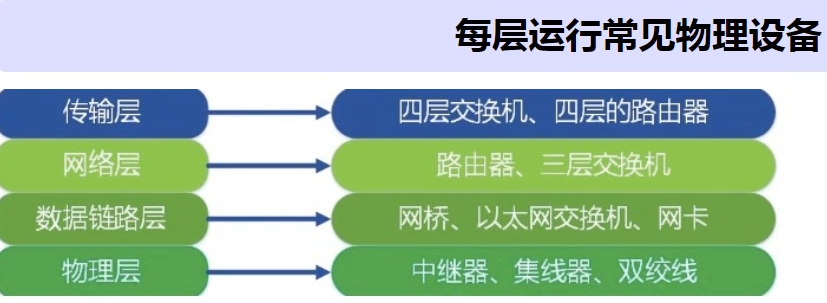 每层运行常见物理设备
传输层 四层交换机、四层的路由器
网络层 路由器、三层交换机
数据链路层 网桥、以太网交换机、网卡
物理层 中继器、集线器、双绞线